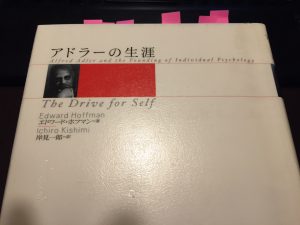 アドラーの生涯
Alfred Adler and the Founding of Individual Psychology
The Drive for Self
Edward Hoffman
エドワード・ホフマン=著
Ichiro Kishimi
岸見一郎=訳